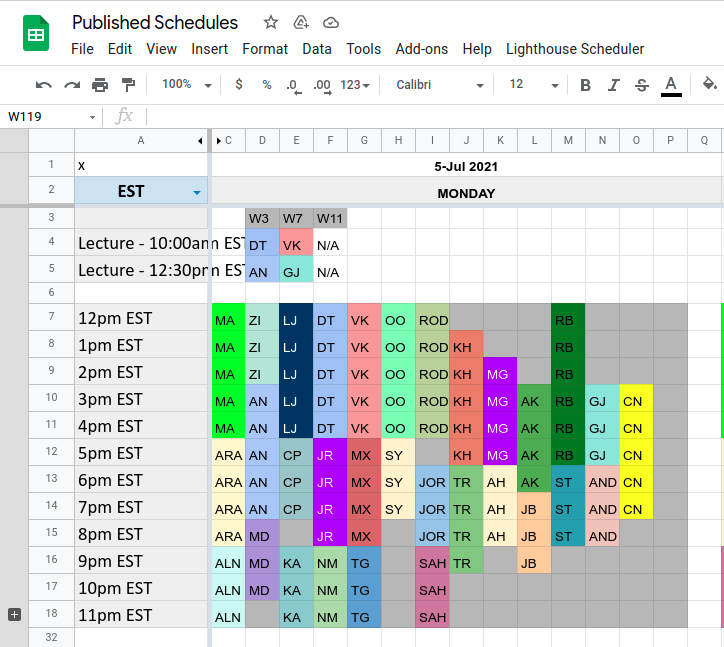 Published Schedules
File Edit View Insert Format Data Tools Add-ons Help Lighthouse Scheduler
100% $ % .0 .00 123 Calibri 12 B I S A
W119 fx
A C D E F G H I J K L M N O P Q
1 X 5-Jul 2021
2 EST MONDAY
3 W3 W7 W11
4 Lecture - 10:00am EST DT VK N/A
5 Lecture - 12:30pm EST AN GJ N/A
6
7 12pm EST MA ZI LJ DT VK OO ROD RB
8 1pm EST MA ZI LJ DT VK OO ROD KH RB
9 2pm EST MA ZI LJ DT VK OO ROD KH MG RB
10 3pm EST MA AN LJ DT VK OO ROD KH MG AK RB GJ CN
11 4pm EST MA AN LJ DT VK OO ROD KH MG AK RB GJ CN
12 5pm EST ARA AN CP JR MX SY KH MG AK RB GJ CN
13 6pm EST ARA AN CP JR MX SY JOR TR AH AK ST AND CN
14 7pm EST ARA AN CP JR MX SY JOR TR AH JB ST AND CN
15 8pm EST ARA MD JR MX JOR TR AH JB ST AND
16 9pm EST ALN MD KA NM TG SAH TR JB
17 10pm EST ALN MD KA NM TG SAH
18 11pm EST ALN KA NM TG SAH
32